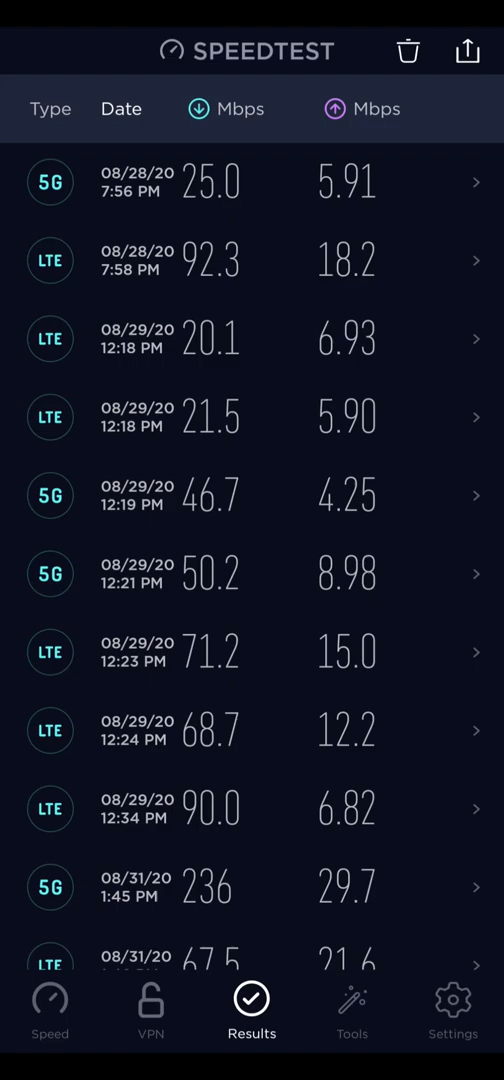 SPEEDTEST
Type Date Mbps Mbps
5G 08/28/20 7:56 PM 25.0 5.91
LTE 08/28/20 7:58 PM 92.3 18.2
LTE 08/29/20 12:18 PM 20.1 6.93
LTE 08/29/20 12:18 PM 21.5 5.90
5G 08/29/20 12:19 PM 46.7 4.25
5G 08/29/20 12:21 PM 50.2 8.98
LTE 08/29/20 12:23 PM 71.2 15.0
LTE 08/29/20 12:24 PM 68.7 12.2
LTE 08/29/20 12:34 PM 90.0 6.82
5G 08/31/20 1:45 PM 236 29.7
LTE 08/31/20 67.5 21.6
Speed VPN Results Tools Settings